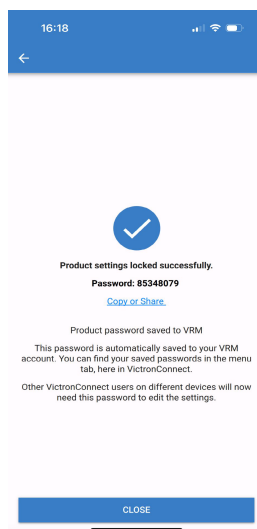 16:18
Product settings locked successfully.
Password: 85348079
Copy or Share
Product password saved to VRM
This password is automatically saved to your VRM
account. You can find your saved passwords in the menu
tab, here in VictronConnect.
Other VictronConnect users on different devices will now
need this password to edit the settings.
CLOSE